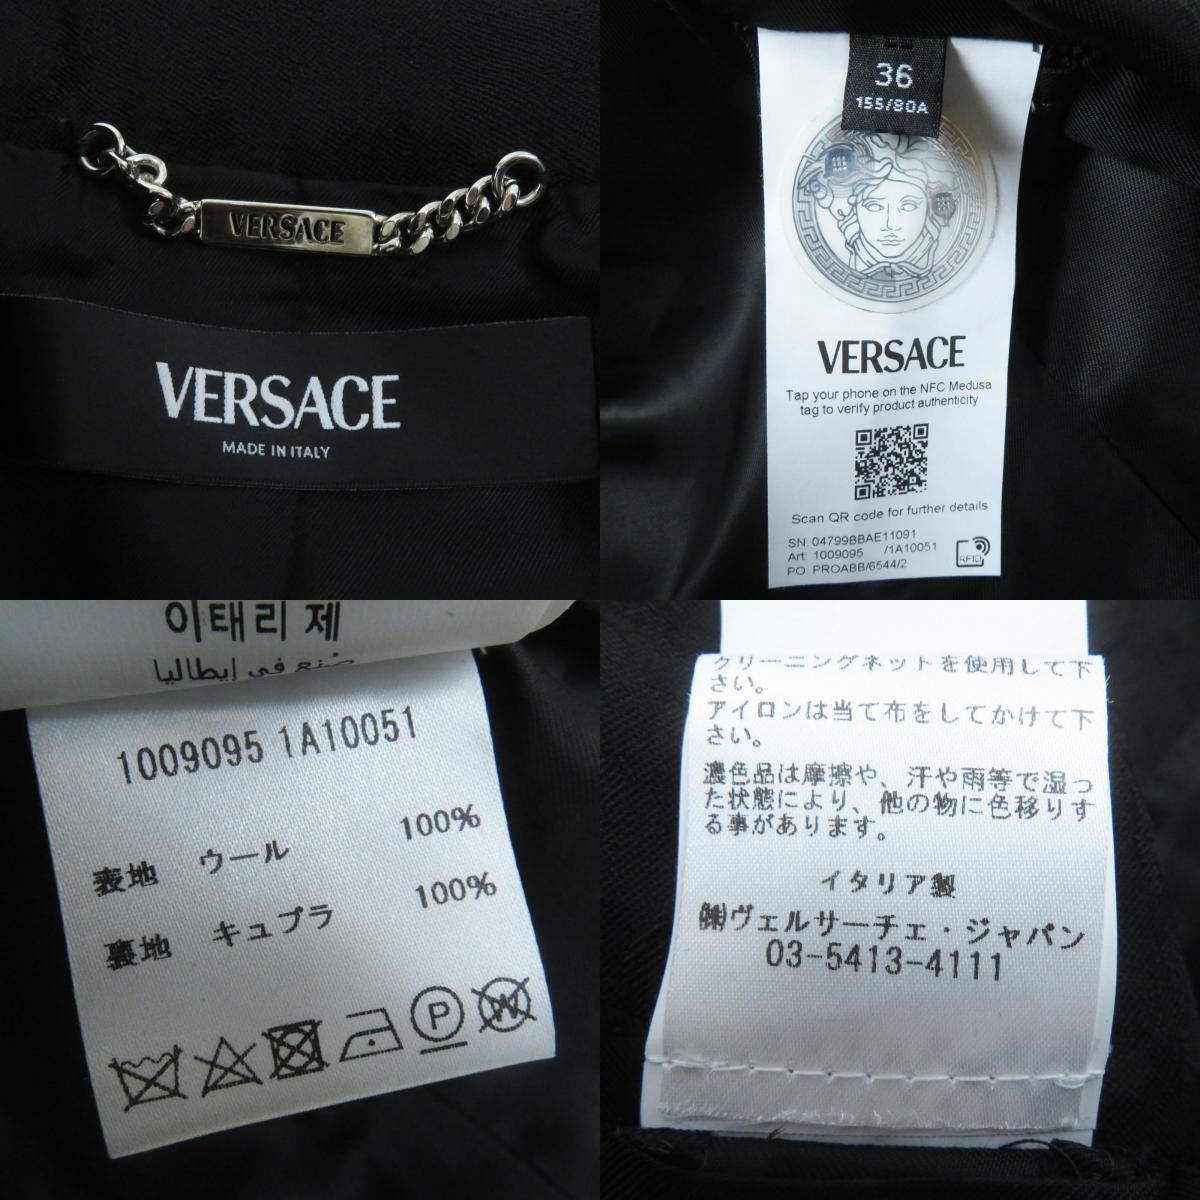 VERSACE
VERSACE
MADE IN ITALY
36
155/80A
VERSACE
Tap your phone on the NFC Medusa
tag to verify product authenticity
Scan QR code for further details
SN: 04799BBAE11091
Art: 1009095 /1A10051
PO PROABB/6544/2
RFID
이태리 제
صُنع في إيطاليا
1009095 1A10051
表地 ウール 100%
裏地 キュプラ 100%
P
W
クリーニングネットを使用して下
さい。
アイロンは当て布をしてかけて下
さい。
濃色品は摩擦や、汗や雨等で湿っ
た状態により、他の物に色移りす
る事があります。
イタリア製
㈱ヴェルサーチェ・ジャパン
03-5413-4111